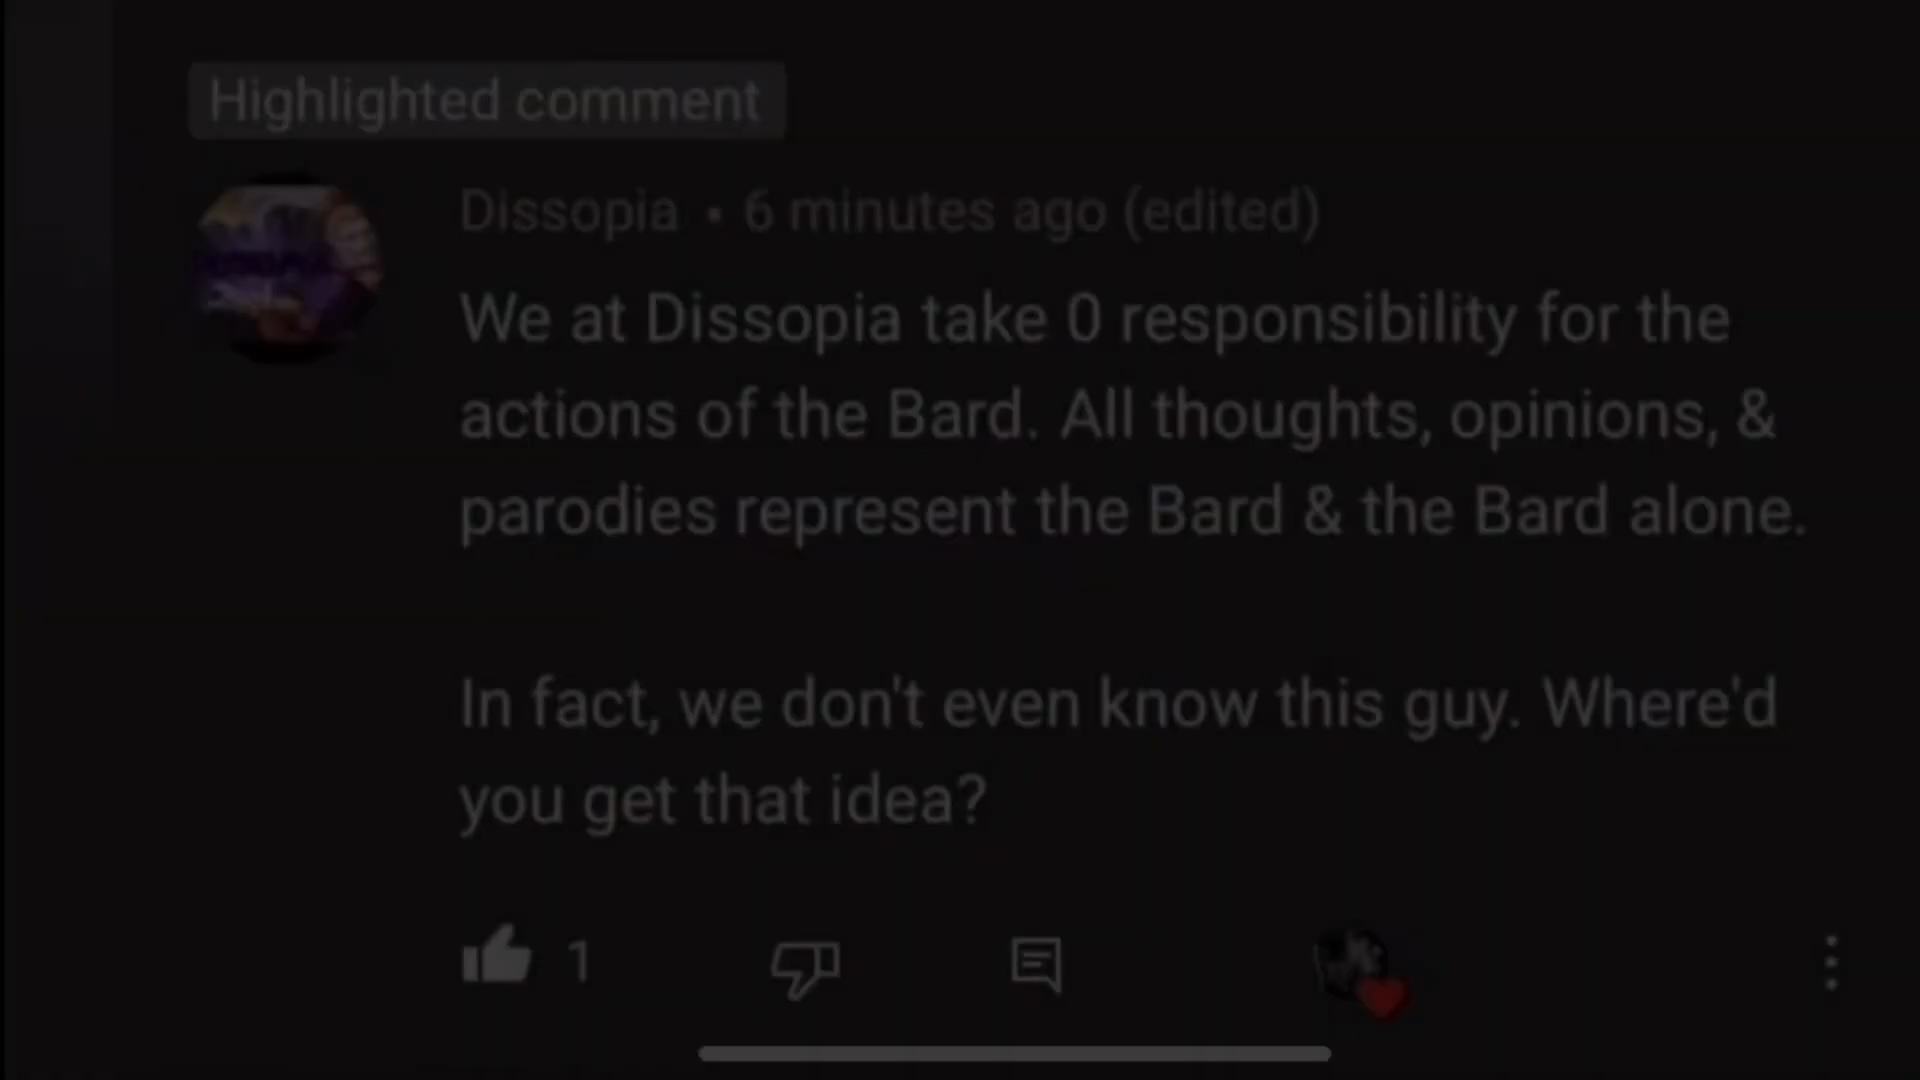 Highlighted comment
Dissopia • 6 minutes ago (edited)
We at Dissopia take 0 responsibility for the
actions of the Bard. All thoughts, opinions, &
parodies represent the Bard & the Bard alone.
In fact, we don't even know this guy. Where'd
you get that idea?
1